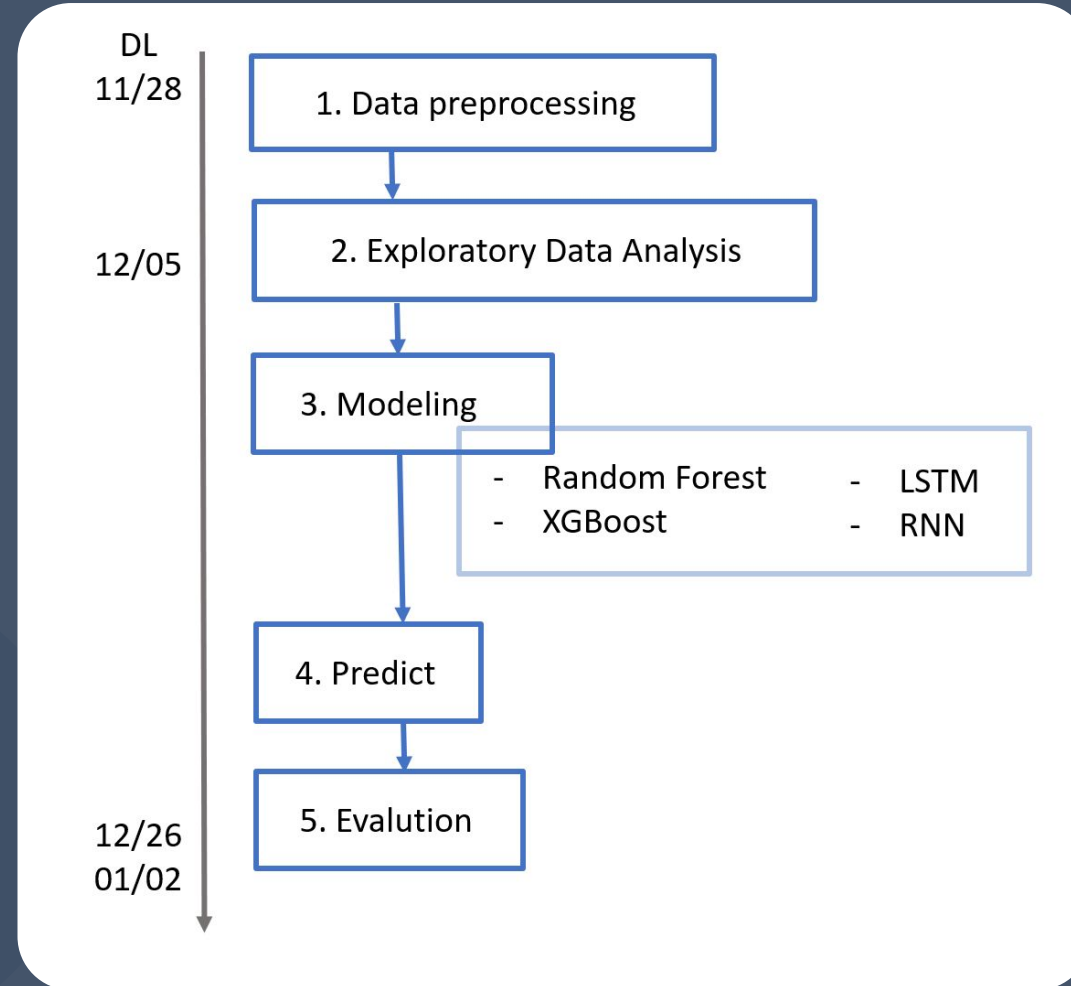 DL
11/28
1. Data preprocessing
12/05
2. Exploratory Data Analysis
3. Modeling
- Random Forest
- XGBoost
- LSTM
- RNN
4. Predict
5. Evalution
12/26
01/02